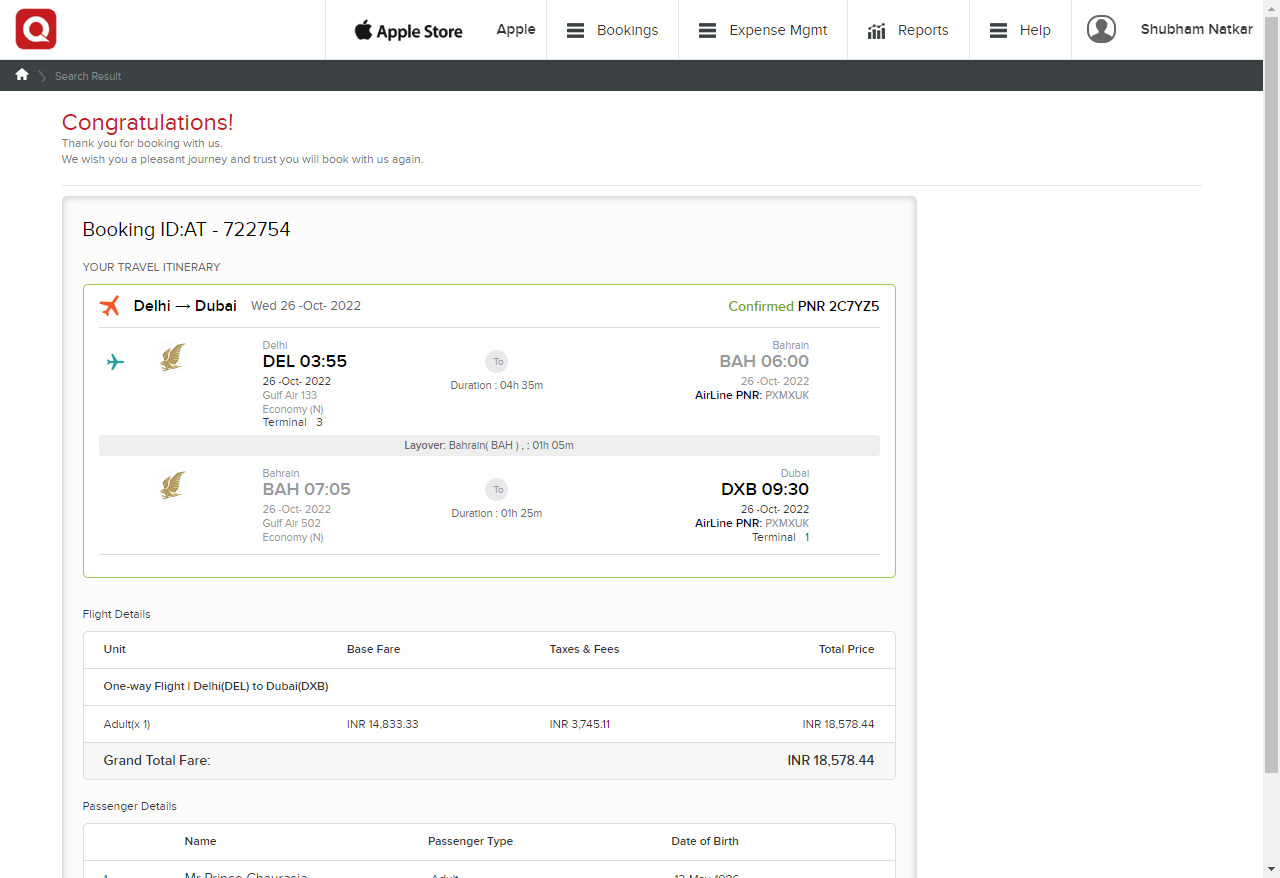 Apple Store Apple Bookings Expense Mgmt Reports Help Shubham Natkar
Search Result
Congratulations!
Thank you for booking with us.
We wish you a pleasant journey and trust you will book with us again.
Booking ID:AT - 722754
YOUR TRAVEL ITINERARY
Delhi → Dubai Wed 26 -Oct- 2022 Confirmed PNR 2C7YZ5
Delhi Bahrain
DEL 03:55 To BAH 06:00
26 -Oct- 2022 Duration : 04h 35m 26 -Oct- 2022
Gulf Air 133 AirLine PNR: PXMXUK
Economy (N)
Terminal 3
Layover: Bahrain( BAH ) , : 01h 05m
Bahrain Dubai
BAH 07:05 To DXB 09:30
26 -Oct- 2022 Duration : 01h 25m 26 -Oct- 2022
Gulf Air 502 AirLine PNR: PXMXUK
Economy (N) Terminal 1
Flight Details
Unit Base Fare Taxes & Fees Total Price
One-way Flight | Delhi(DEL) to Dubai(DXB)
Adult(x 1) INR 14,833.33 INR 3,745.11 INR 18,578.44
Grand Total Fare: INR 18,578.44
Passenger Details
Name Passenger Type Date of Birth
1 Mr Prince Chaurasia Adult